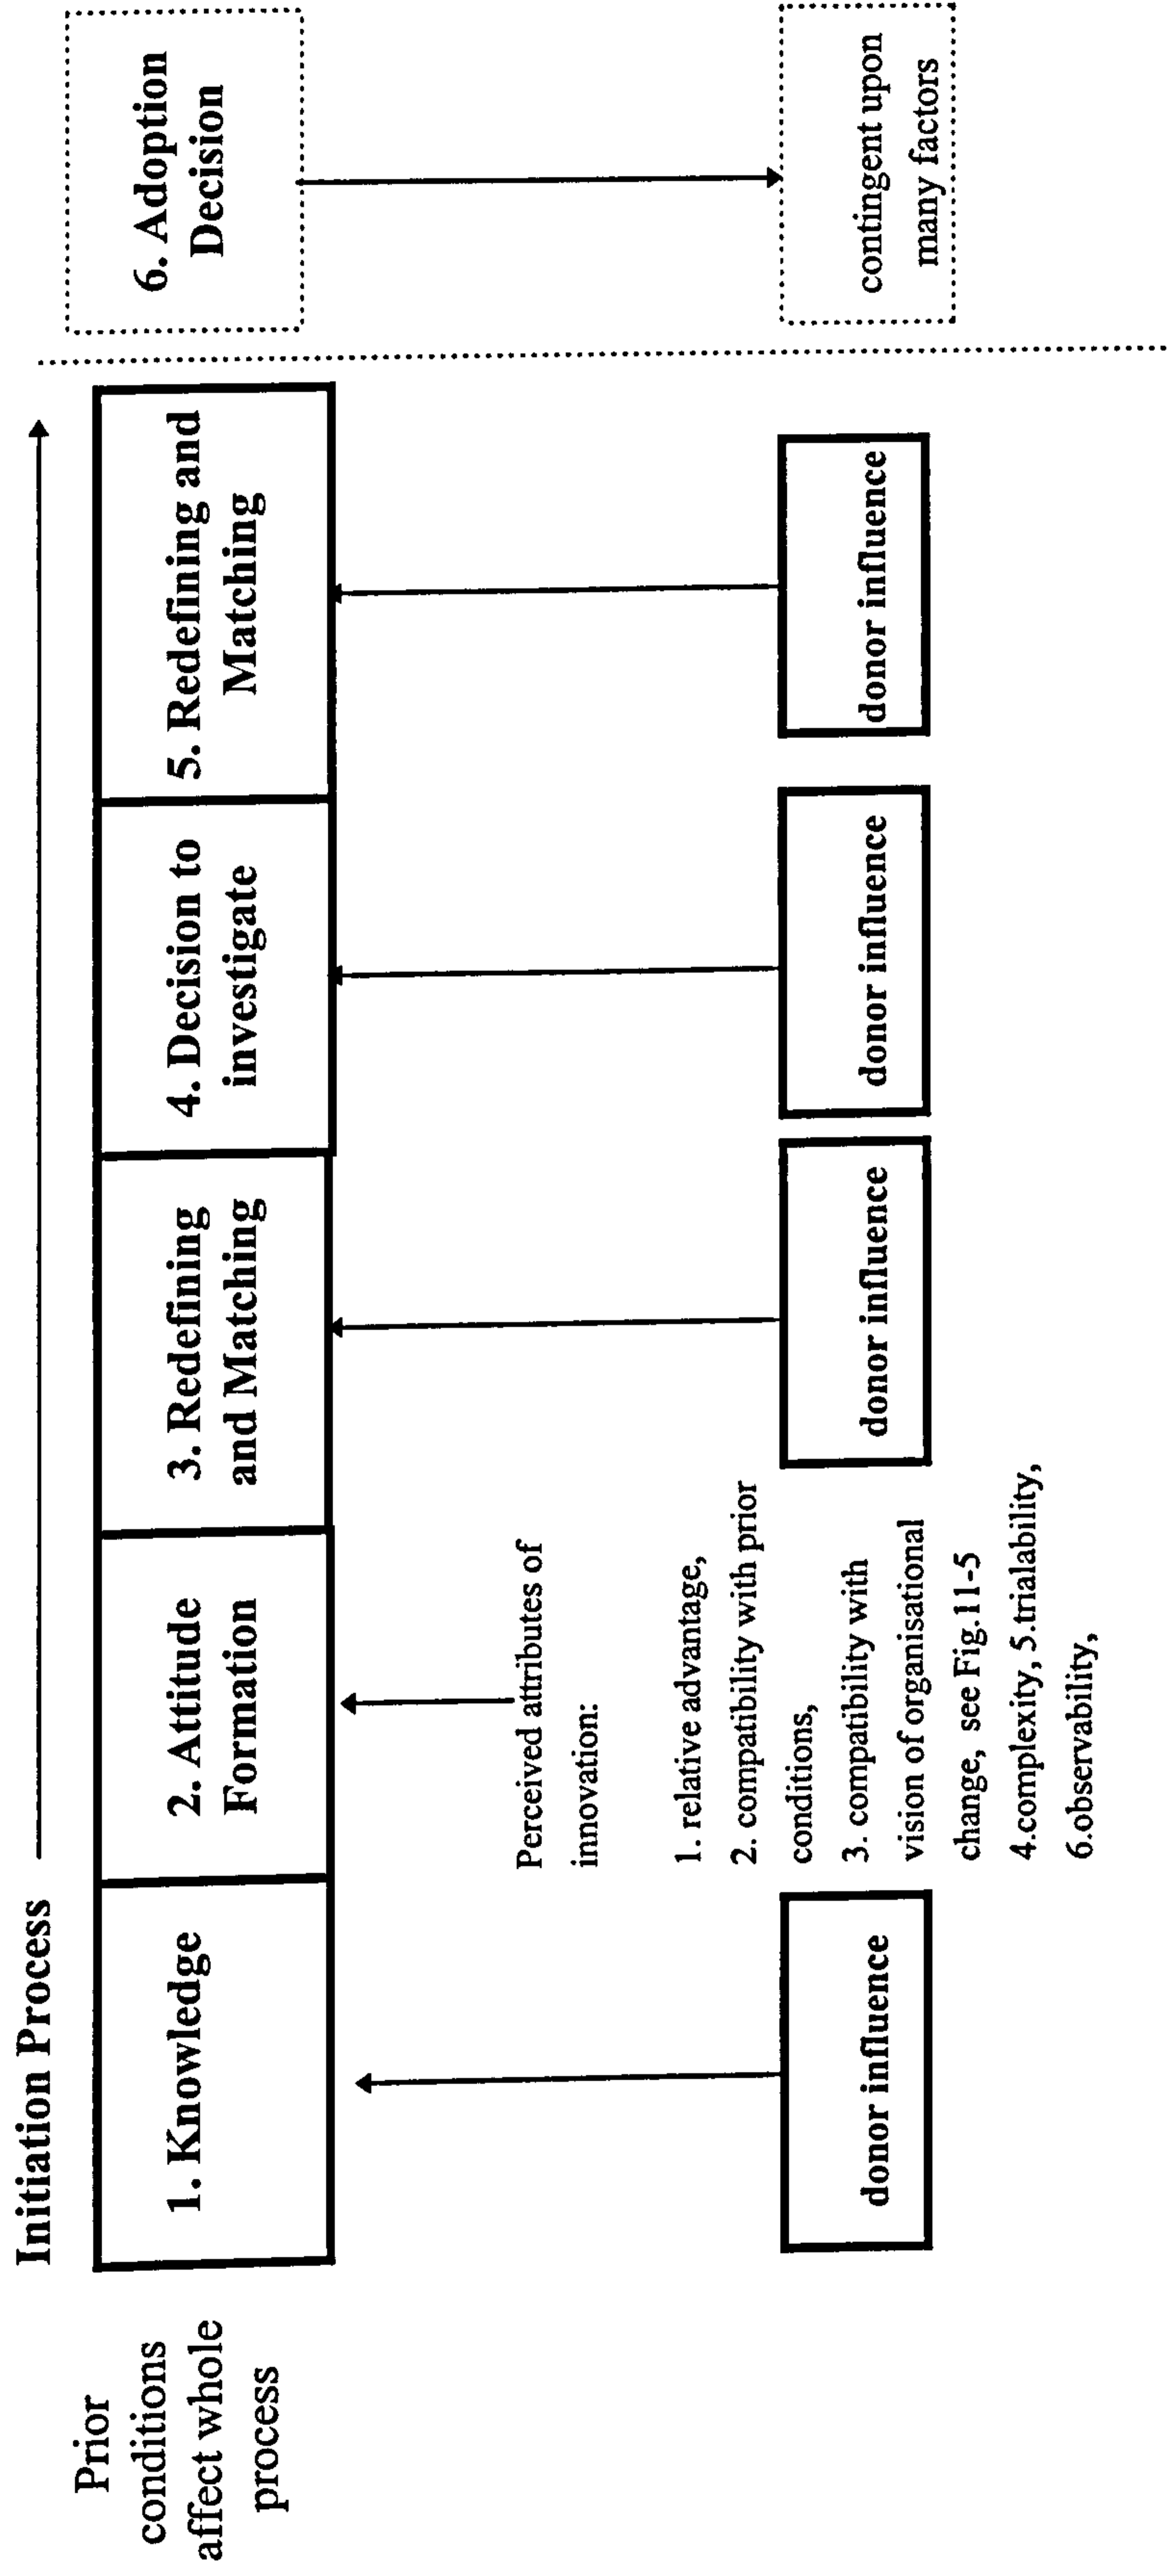 Initiation Process
Prior
conditions
affect whole
process
1. Knowledge
2. Attitude
Formation
3. Redefining
and Matching
4. Decision to
investigate
5. Redefining and
Matching
6. Adoption
Decision
donor influence
Perceived attributes of
innovation:
1. relative advantage,
2. compatibility with prior
conditions,
3. compatibility with
vision of organisational
change, see Fig.11-5
4.complexity, 5.trialability,
6.observability,
donor influence
donor influence
donor influence
contingent upon
many factors